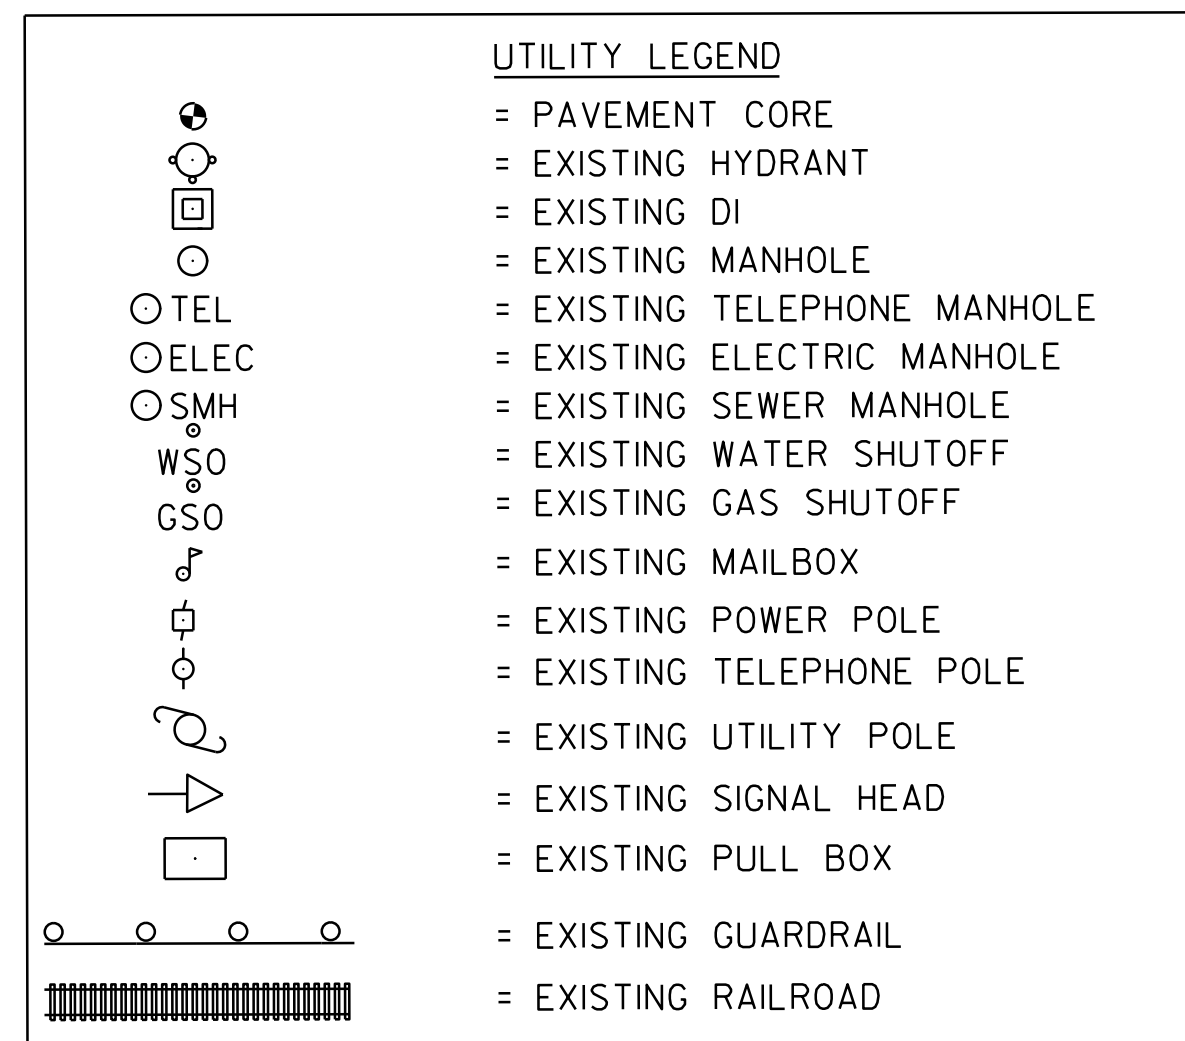 UTILITY LEGEND
= PAVEMENT CORE
= EXISTING HYDRANT
= EXISTING DI
= EXISTING MANHOLE
TEL = EXISTING TELEPHONE MANHOLE
ELEC = EXISTING ELECTRIC MANHOLE
SMH = EXISTING SEWER MANHOLE
WSO = EXISTING WATER SHUTOFF
GSO = EXISTING GAS SHUTOFF
= EXISTING MAILBOX
= EXISTING POWER POLE
= EXISTING TELEPHONE POLE
= EXISTING UTILITY POLE
= EXISTING SIGNAL HEAD
= EXISTING PULL BOX
= EXISTING GUARDRAIL
= EXISTING RAILROAD